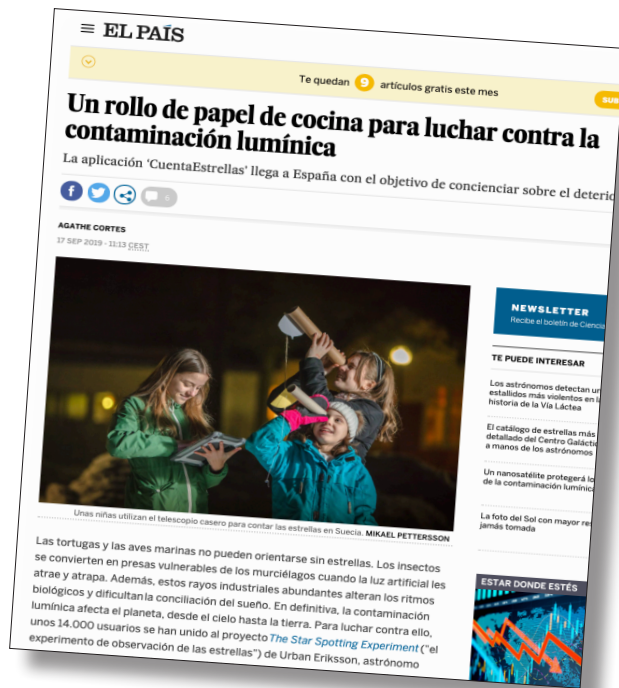 EL PAÍS
Te quedan 9 artículos gratis este mes
Un rollo de papel de cocina para luchar contra la
contaminación lumínica
La aplicación ‘CuentaEstrellas’ llega a España con el objetivo de concienciar sobre el
6
AGATHE CORTES
17 SEP 2019 - 11:13 CEST
NEWSLETTER
Recibe el boletín de Ciencia
TE PUEDE INTERESAR
Los astrónomos detectan
estallidos más violentos en
historia de la Vía Láctea
El catálogo de estrellas más
detallado del Centro
a manos de los astrónomos
Un nanosatélite protegerá
de la contaminación
La foto del Sol con mayor
jamás tomada
Unas niñas utilizan el telescopio casero para contar las estrellas en Suecia. MIKAEL PETTERSSON
Las tortugas y las aves marinas no pueden orientarse sin estrellas. Los insectos
se convierten en presas vulnerables de los murciélagos cuando la luz artificial les
atrae y atrapa. Además, estos rayos industriales abundantes alteran los ritmos
biológicos y dificultan la conciliación del sueño. En definitiva, la contaminación
lumínica afecta el planeta, desde el cielo hasta la tierra. Para luchar contra ello,
unos 14.000 usuarios se han unido al proyecto The Star Spotting Experiment ("el
experimento de observación de las estrellas") de Urban Eriksson, astrónomo
ESTAR DONDE ESTÉS